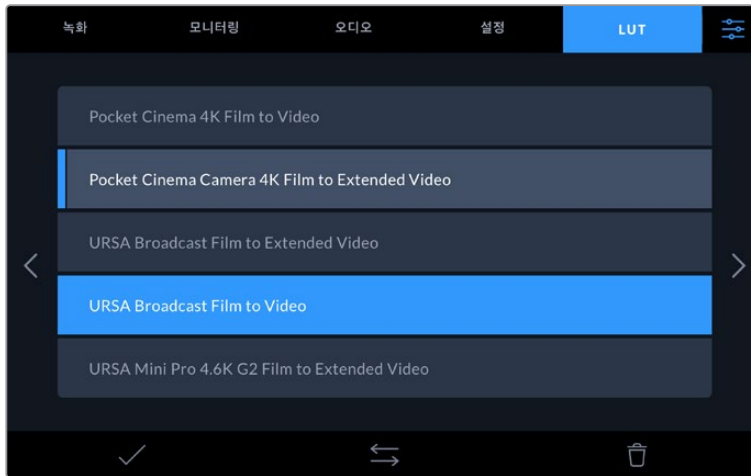 녹화 모니터링 오디오 설정 LUT
Pocket Cinema 4K Film to Video
Pocket Cinema Camera 4K Film to Extended Video
URSA Broadcast Film to Extended Video
URSA Broadcast Film to Video
URSA Mini Pro 4.6K G2 Film to Extended Video